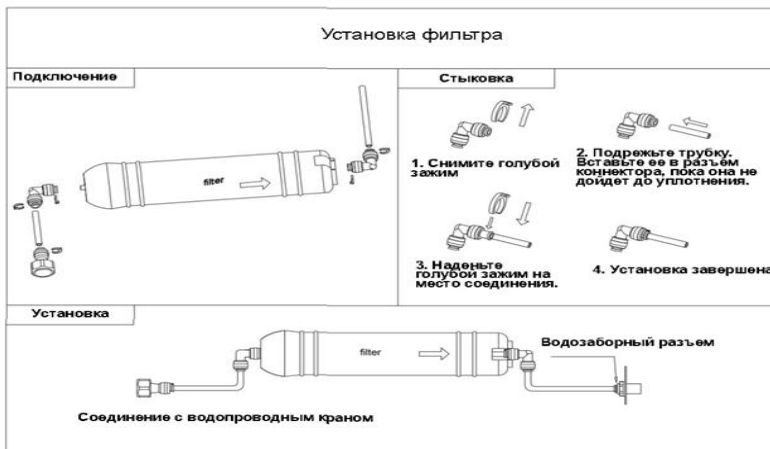 Установка фильтра
Подключение
filter
Стыковка
1. Снимите голубой
зажим
2. Подрежьте трубку.
Вставьте ее в разъем
коннектора, пока она не
дойдет до уплотнения.
3. Наденьте
голубой зажим на
место соединения.
4. Установка завершена
Установка
filter
Водозаборный разъем
Соединение с водопроводным краном